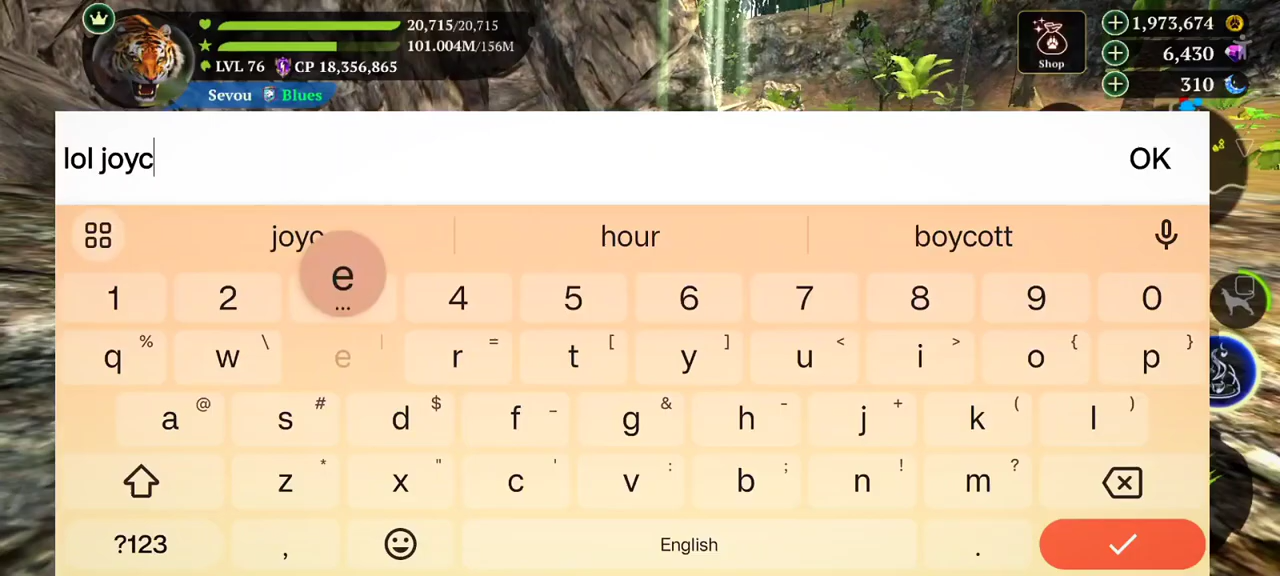 20,715/20,715
101.004M/156M
LVL 76 CP 18,356,865
Sevou Blues
Shop
1,973,674
6,430
310
lol joyc
OK
joyc hour boycott
e
...
1 2 4 5 6 7 8 9 0
q % w \ e | r = t [ y ] u < i > o { p }
a @ s # d $ f _ g & h - j + k ( l )
z * x " c ' v : b ; n ! m ?
?123 , English .